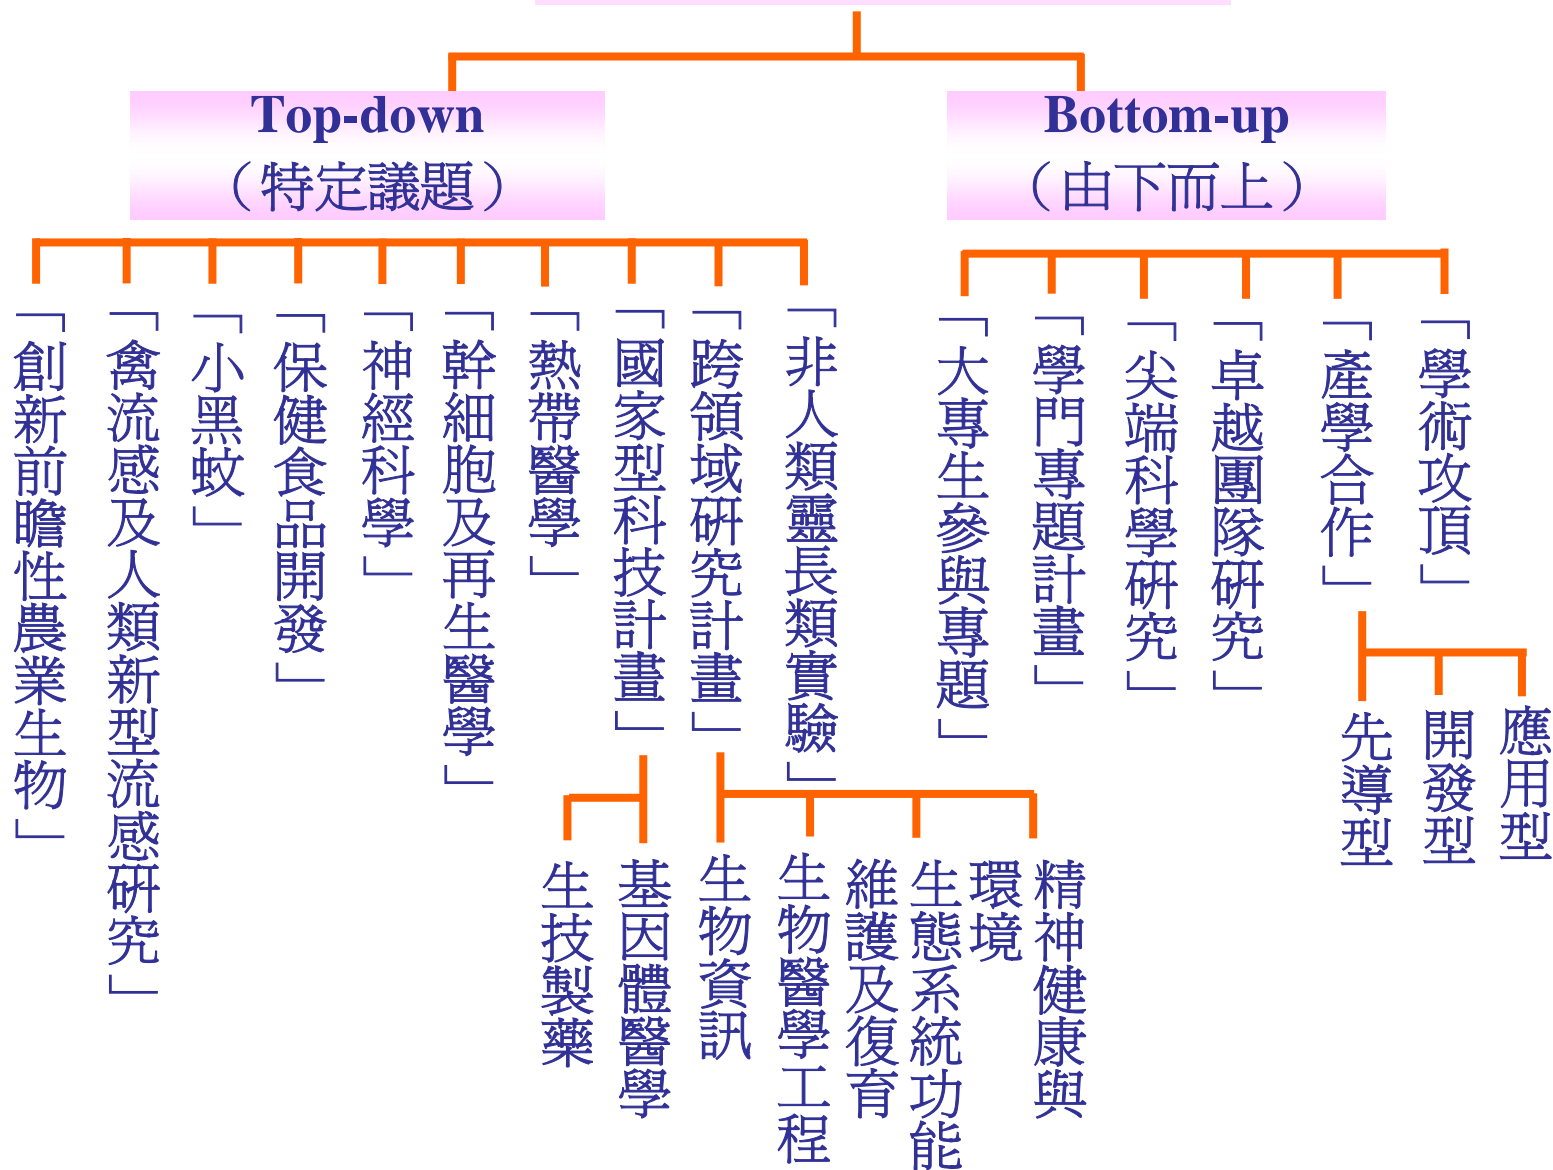 Top-down
（特定議題）
Bottom-up
（由下而上）
「創新前瞻性農業生物」
「禽流感及人類新型流感研究」
「小黑蚊」
「保健食品開發」
「神經科學」
「幹細胞及再生醫學」
「熱帶醫學」
「國家型科技計畫」
「跨領域研究計畫」
「非人類靈長類實驗」
「大專生參與專題」
「學門專題計畫」
「尖端科學研究」
「卓越團隊研究」
「產學合作」
「學術攻頂」
生技製藥
基因體醫學
生物資訊
生物醫學工程
生態系統功能
維護及復育
精神健康與
環境
先導型
開發型
應用型